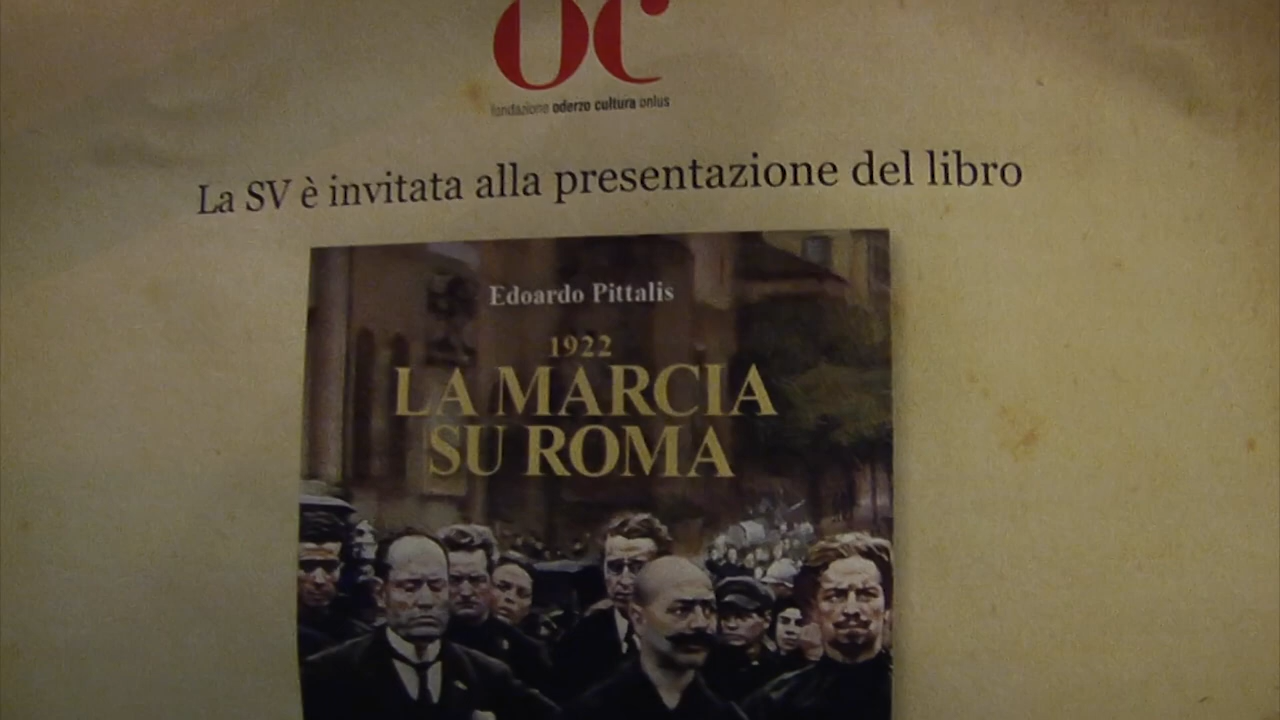 oc
fondazione oderzo cultura onlus
La SV è invitata alla presentazione del libro
Edoardo Pittalis
1922
LA MARCIA
SU ROMA